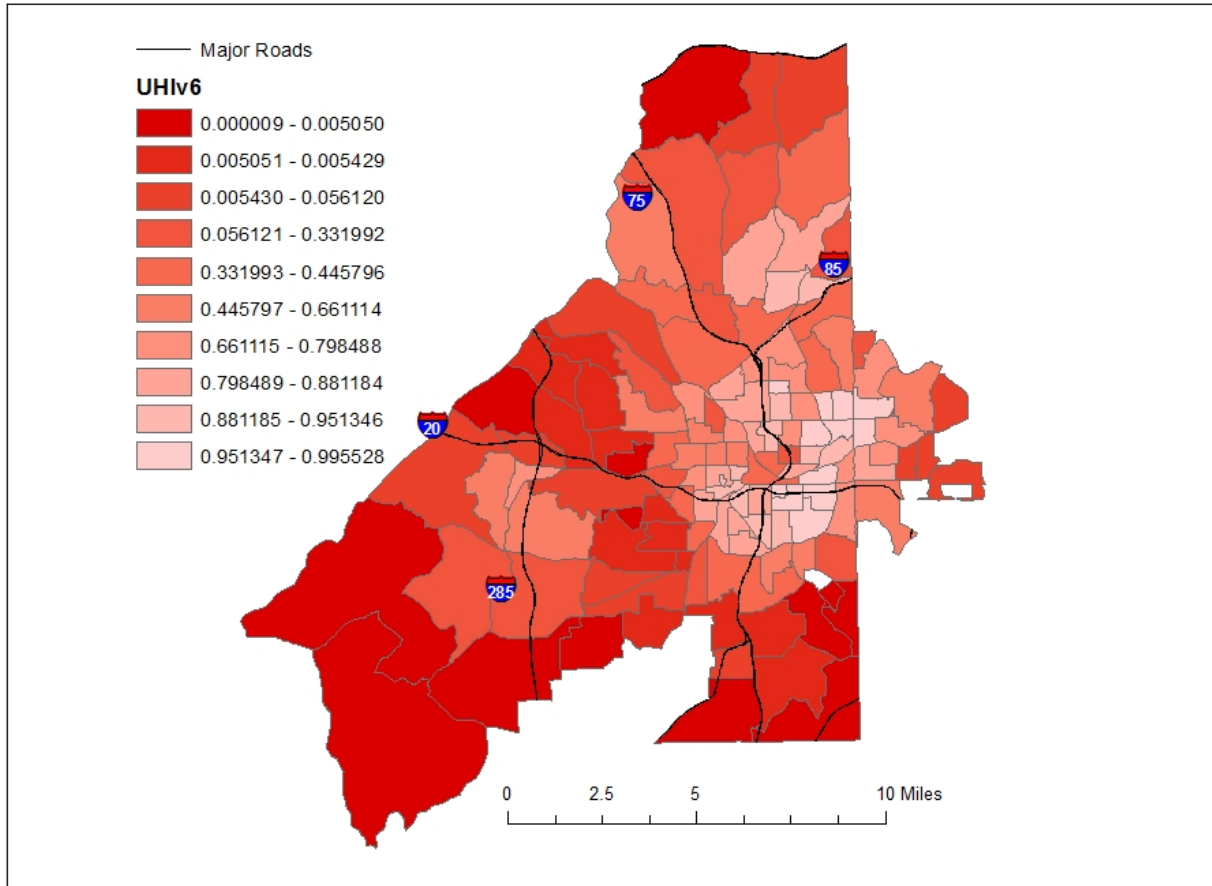 Major Roads
UHIv6
0.000009 - 0.005050
0.005051 - 0.005429
0.005430 - 0.056120
0.056121 - 0.331992
0.331993 - 0.445796
0.445797 - 0.661114
0.661115 - 0.798488
0.798489 - 0.881184
0.881185 - 0.951346
0.951347 - 0.995528
75
85
20
285
0 2.5 5 10 Miles